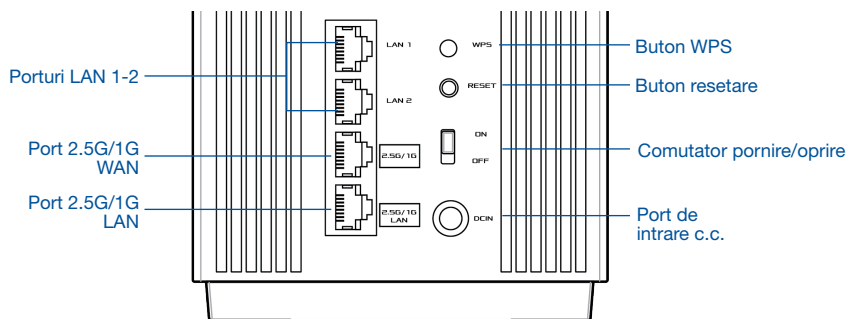 Porturi LAN 1-2
Port 2.5G/1G
WAN
Port 2.5G/1G
LAN
LAN 1
LAN 2
2.5G/1G
2.5G/1G
LAN
WPS
RESET
ON
OFF
DCIN
Buton WPS
Buton resetare
Comutator pornire/oprire
Port de
intrare c.c.